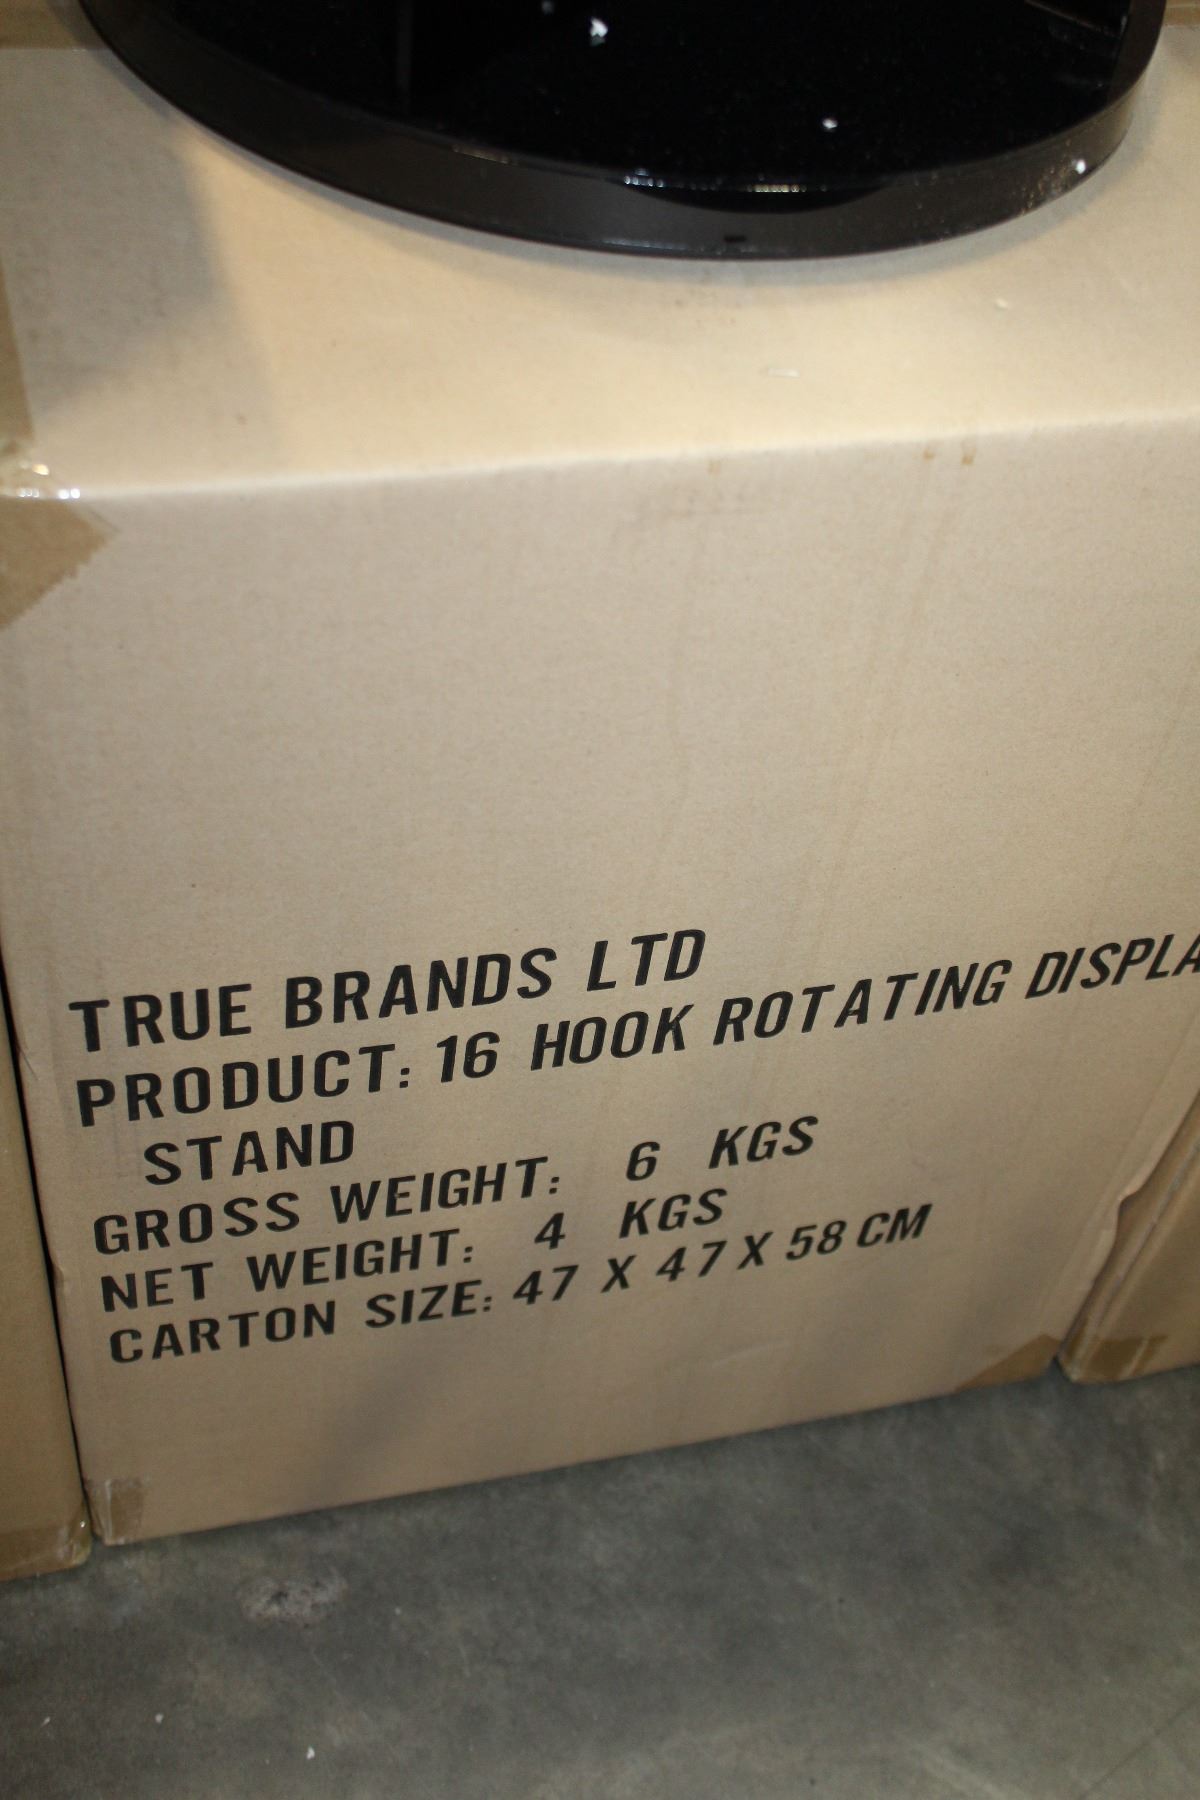 TRUE BRANDS LTD
PRODUCT: 16 HOOK ROTATING DISPLA
STAND
GROSS WEIGHT: 6 KGS
NET WEIGHT: 4 KGS
CARTON SIZE: 47 X 47 X 58 CM